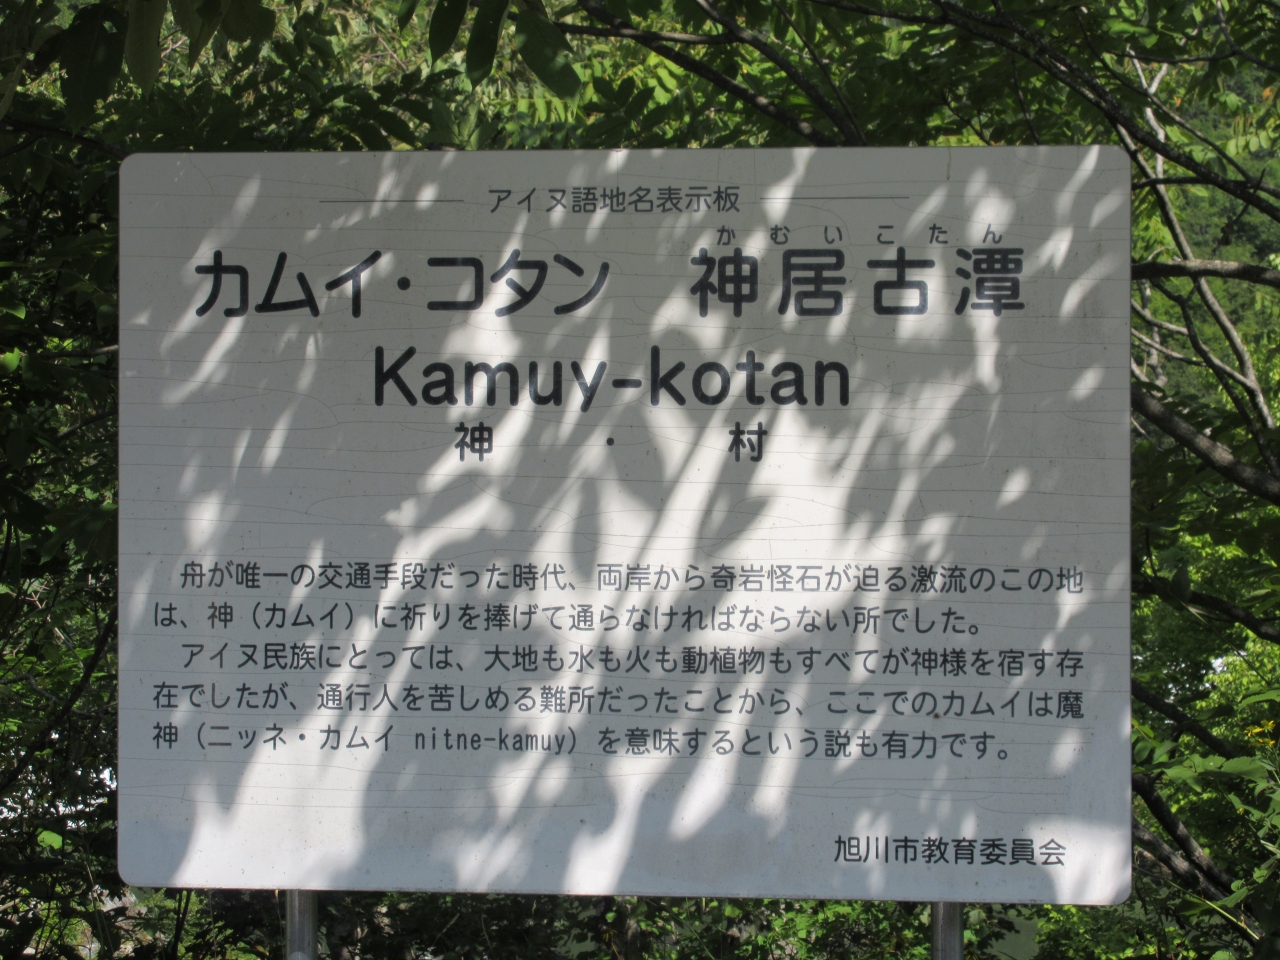 アイヌ語地名表示板
かむいこたん
カムイ・コタン 神居古潭
Kamuy-kotan
神・村
舟が唯一の交通手段だった時代、両岸から奇岩怪石が迫る激流のこの地
は、神（カムイ）に祈りを捧げて通らなければならない所でした。
アイヌ民族にとっては、大地も水も火も動植物もすべてが神様を宿す存
在でしたが、通行人を苦しめる難所だったことから、ここでのカムイは魔
神（ニッネ・カムイ nitne-kamuy）を意味するという説も有力です。
旭川市教育委員会